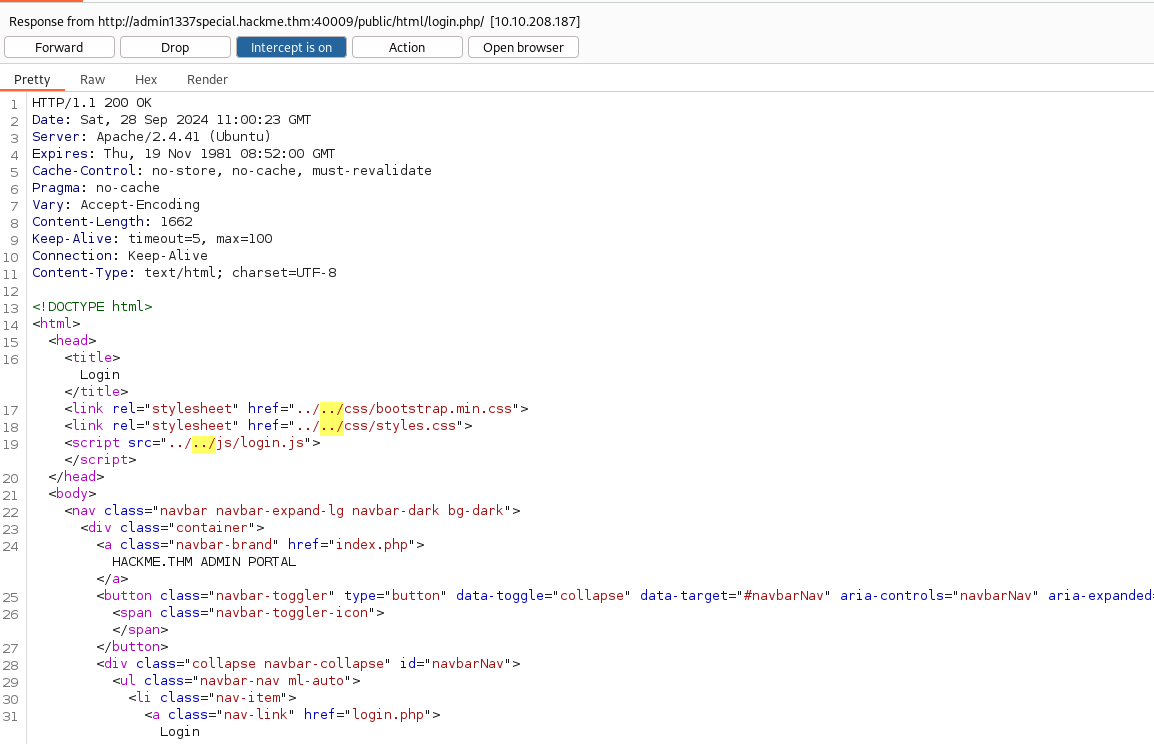 Response from http://admin1337special.hackme.thm:40009/public/html/login.php/ [10.10.208.187]
Forward Drop Intercept is on Action Open browser
Pretty Raw Hex Render
1 HTTP/1.1 200 OK
2 Date: Sat, 28 Sep 2024 11:00:23 GMT
3 Server: Apache/2.4.41 (Ubuntu)
4 Expires: Thu, 19 Nov 1981 08:52:00 GMT
5 Cache-Control: no-store, no-cache, must-revalidate
6 Pragma: no-cache
7 Vary: Accept-Encoding
8 Content-Length: 1662
9 Keep-Alive: timeout=5, max=100
10 Connection: Keep-Alive
11 Content-Type: text/html; charset=UTF-8
12
13 <!DOCTYPE html>
14 <html>
15 <head>
16 <title>
Login
</title>
17 <link rel="stylesheet" href="../../css/bootstrap.min.css">
18 <link rel="stylesheet" href="../../css/styles.css">
19 <script src="../../js/login.js">
</script>
20 </head>
21 <body>
22 <nav class="navbar navbar-expand-lg navbar-dark bg-dark">
23 <div class="container">
24 <a class="navbar-brand" href="index.php">
HACKME.THM ADMIN PORTAL
</a>
25 <button class="navbar-toggler" type="button" data-toggle="collapse" data-target="#navbarNav" aria-controls="navbarNav" aria-expanded=
26 <span class="navbar-toggler-icon">
</span>
27 </button>
28 <div class="collapse navbar-collapse" id="navbarNav">
29 <ul class="navbar-nav ml-auto">
30 <li class="nav-item">
31 <a class="nav-link" href="login.php">
Login